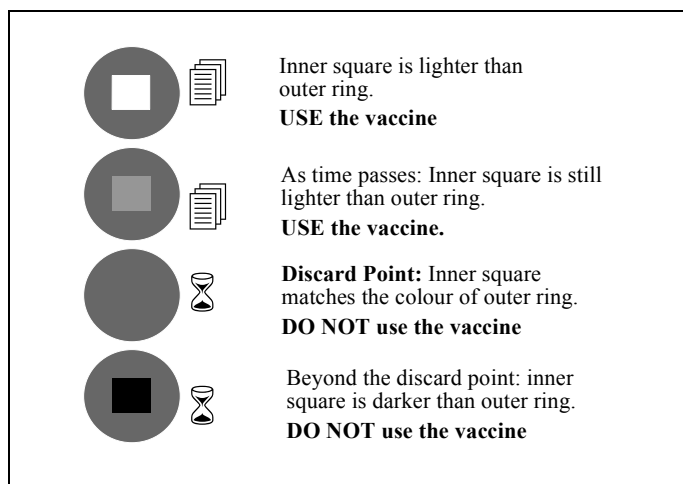 Inner square is lighter than
outer ring.
USE the vaccine
As time passes: Inner square is still
lighter than outer ring.
USE the vaccine.
Discard Point: Inner square
matches the colour of outer ring.
DO NOT use the vaccine
Beyond the discard point: inner
square is darker than outer ring.
DO NOT use the vaccine